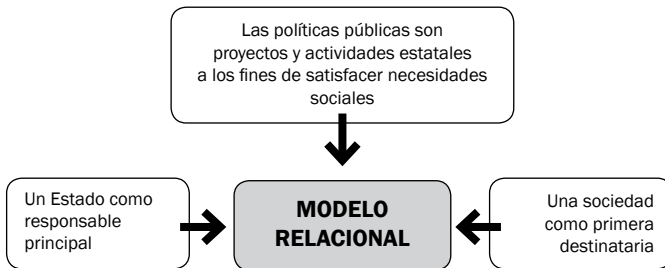 Las políticas públicas son
proyectos y actividades estatales
a los fines de satisfacer necesidades
sociales
Un Estado como
responsable
principal
MODELO
RELACIONAL
Una sociedad
como primera
destinataria